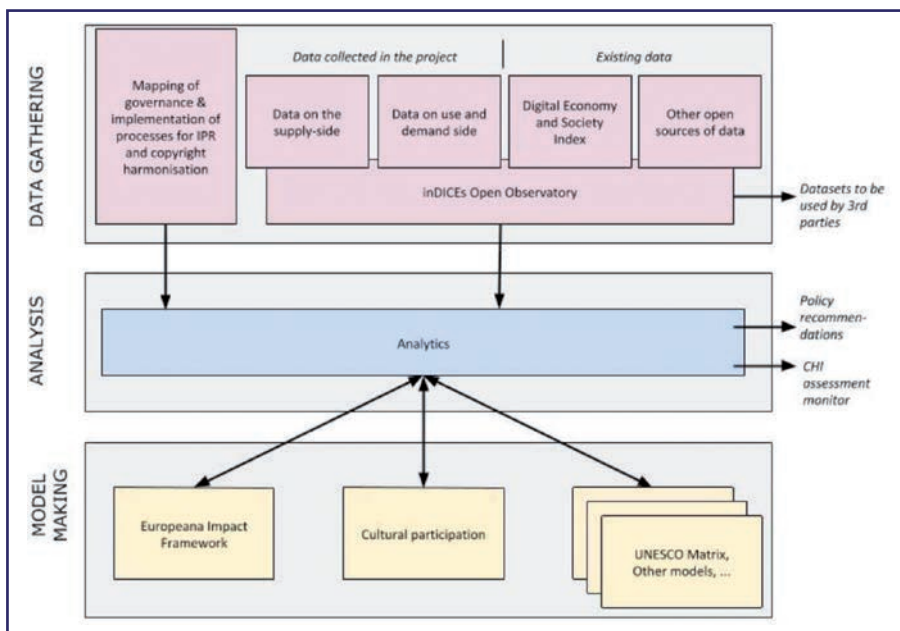 DATA GATHERING
Mapping of
governance &
implementation of
processes for IPR
and copyright
harmonisation
Data collected in the project
Existing data
Data on the
supply-side
Data on use and
demand side
Digital Economy
and Society
Index
Other open
sources of data
inDICEs Open Observatory
Datasets to be
used by 3rd
parties
ANALYSIS
Analytics
Policy
recommen-
dations
CHI
assessment
monitor
MODEL
MAKING
Europeana Impact
Framework
Cultural participation
UNESCO Matrix,
Other models, ...